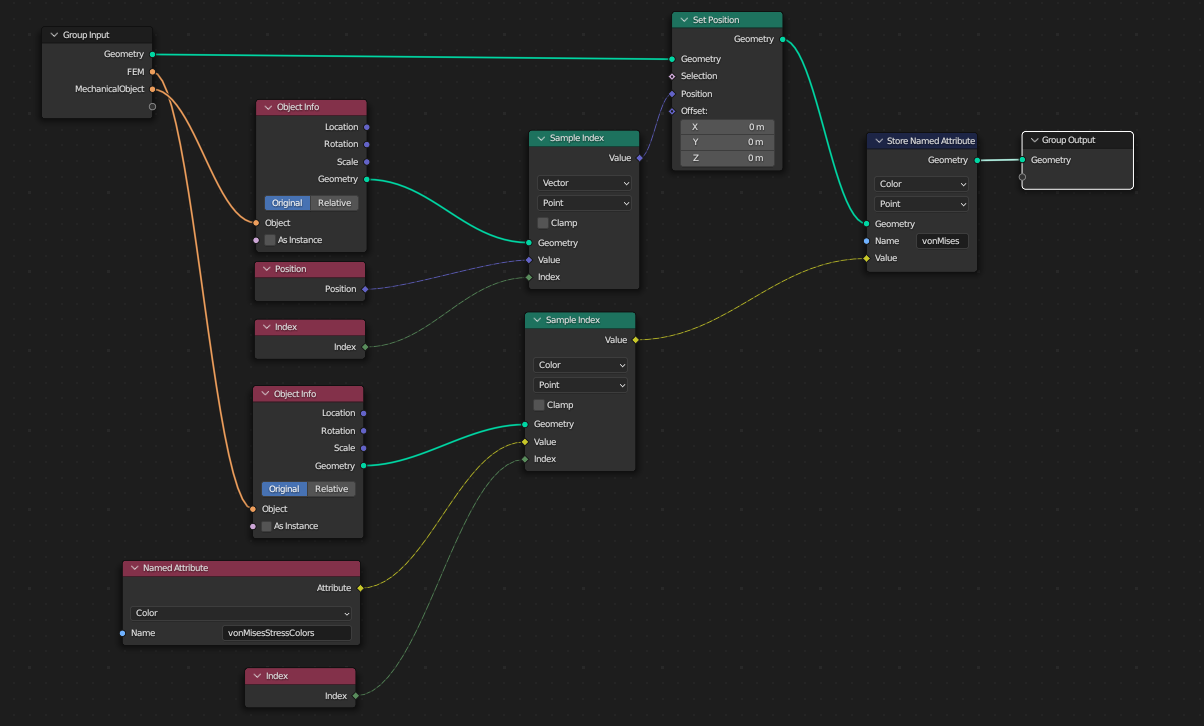 Group Input
Geometry
FEM
MechanicalObject
Object Info
Location
Rotation
Scale
Geometry
Original Relative
Object
As Instance
Position
Position
Index
Index
Object Info
Location
Rotation
Scale
Geometry
Original Relative
Object
As Instance
Named Attribute
Attribute
Color
Name vonMisesStressColors
Index
Index
Sample Index
Value
Vector
Point
Clamp
Geometry
Value
Index
Sample Index
Value
Color
Point
Clamp
Geometry
Value
Index
Set Position
Geometry
Geometry
Selection
Position
Offset:
X 0 m
Y 0 m
Z 0 m
Store Named Attribute
Geometry
Color
Point
Geometry
Name vonMises
Value
Group Output
Geometry